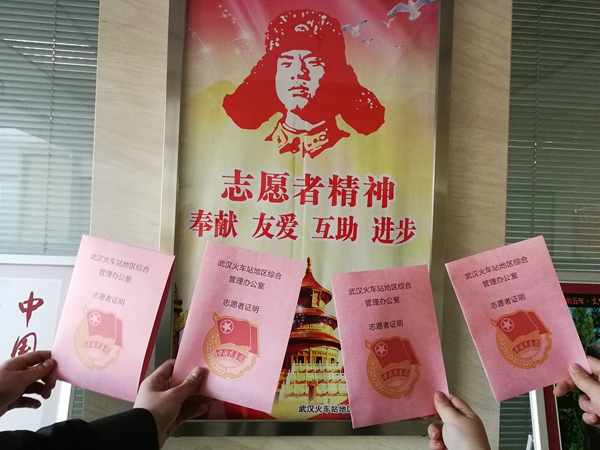 志愿者精神
奉献 友爱 互助 进步
武汉火车站地区综合
管理办公室
志愿者证明
武汉火车站地区综合
管理办公室
志愿者证明
武汉火车站地区综合
管理办公室
志愿者证明
武汉火车站地区综合
管理办公室
志愿者证明
中国
武汉火车站地区